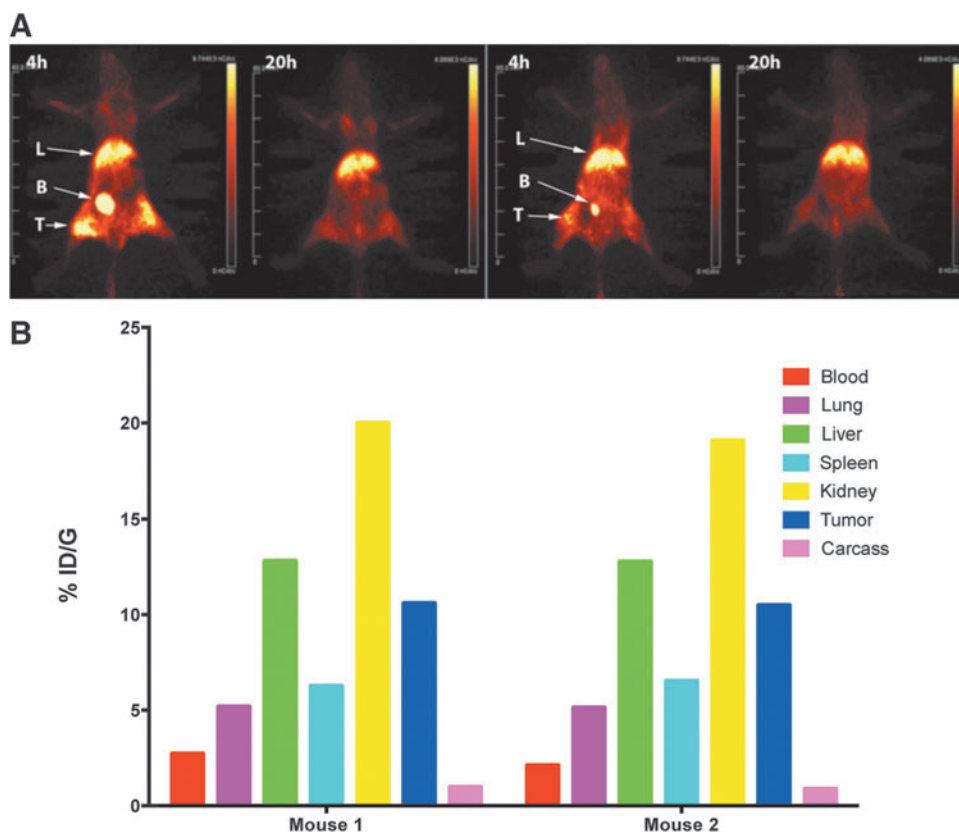 A
4h
20h
4h
20h
L
B
T
L
B
T
B
25
20
15
10
5
0
% ID/G
Blood
Lung
Liver
Spleen
Kidney
Tumor
Carcass
Mouse 1
Mouse 2